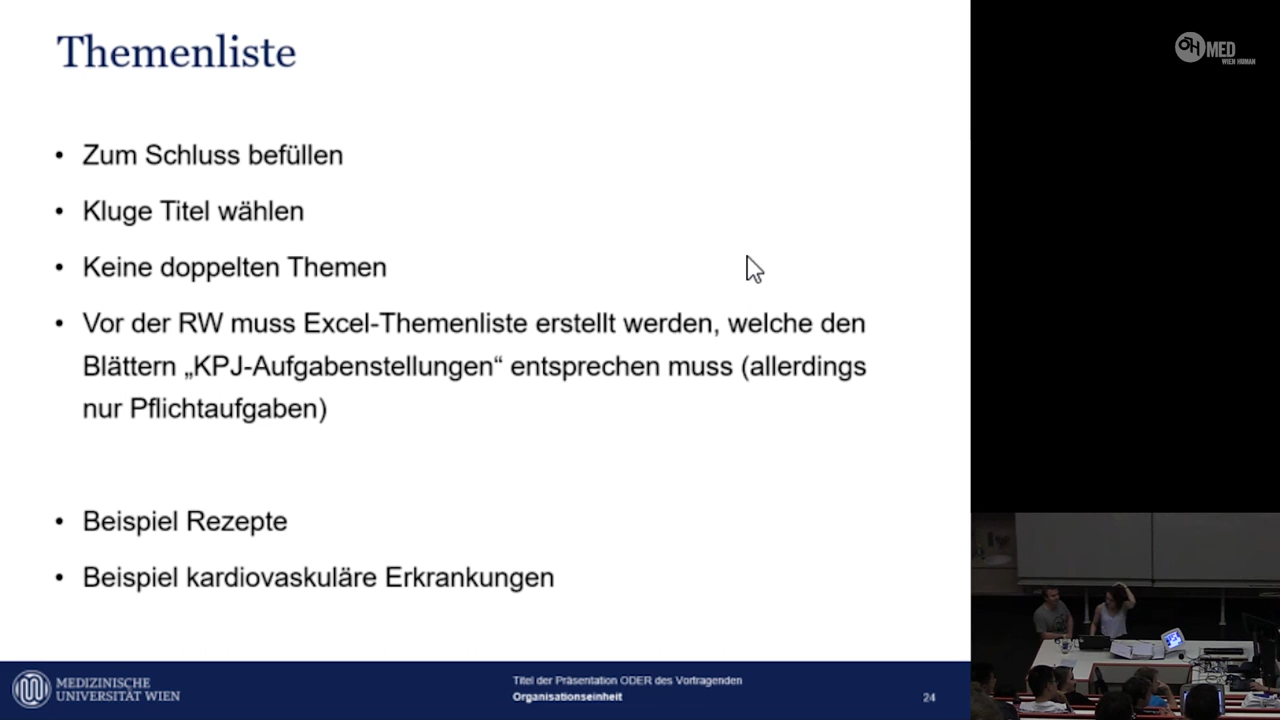 Themenliste
• Zum Schluss befüllen
• Kluge Titel wählen
• Keine doppelten Themen
• Vor der RW muss Excel-Themenliste erstellt werden, welche den
Blättern „KPJ-Aufgabenstellungen“ entsprechen muss (allerdings
nur Pflichtaufgaben)
• Beispiel Rezepte
• Beispiel kardiovaskuläre Erkrankungen
MEDIZINISCHE
UNIVERSITÄT WIEN
Titel der Präsentation ODER des Vortragenden
Organisationseinheit
24
ÖH MED
WIEN HUMAN